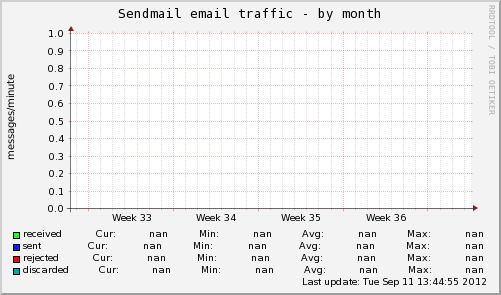 Sendmail email traffic - by month
RRDTOOL / TOBI OETIKER
messages/minute
1.0
0.9
0.8
0.7
0.6
0.5
0.4
0.3
0.2
0.1
0.0
Week 33 Week 34 Week 35 Week 36
received Cur: nan Min: nan Avg: nan Max: nan
sent Cur: nan Min: nan Avg: nan Max: nan
rejected Cur: nan Min: nan Avg: nan Max: nan
discarded Cur: nan Min: nan Avg: nan Max: nan
Last update: Tue Sep 11 13:44:55 2012